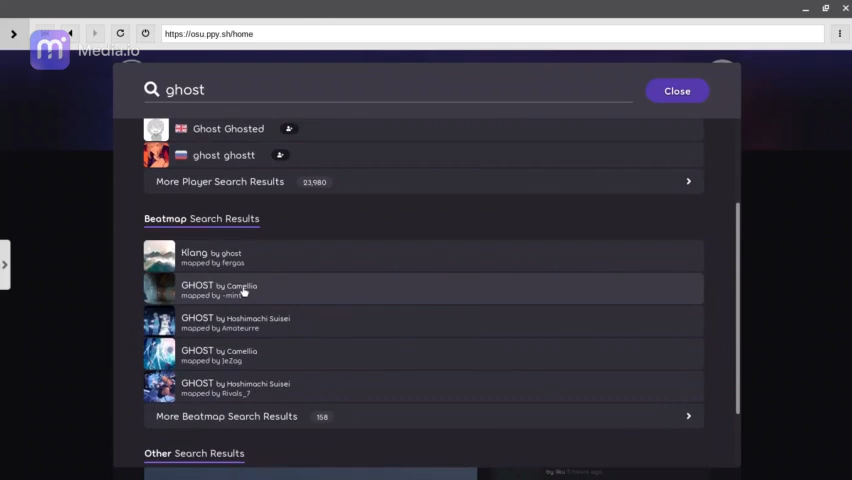 https://osu.ppy.sh/home
Media.io
ghost
Close
Ghost Ghosted
ghost ghostt
More Player Search Results 23,980
Beatmap Search Results
Klang by ghost
mapped by fergas
GHOST by Camellia
mapped by -mint-
GHOST by Hoshimachi Suisei
mapped by Amateurre
GHOST by Camellia
mapped by JeZag
GHOST by Hoshimachi Suisei
mapped by Rivals_7
More Beatmap Search Results 158
Other Search Results